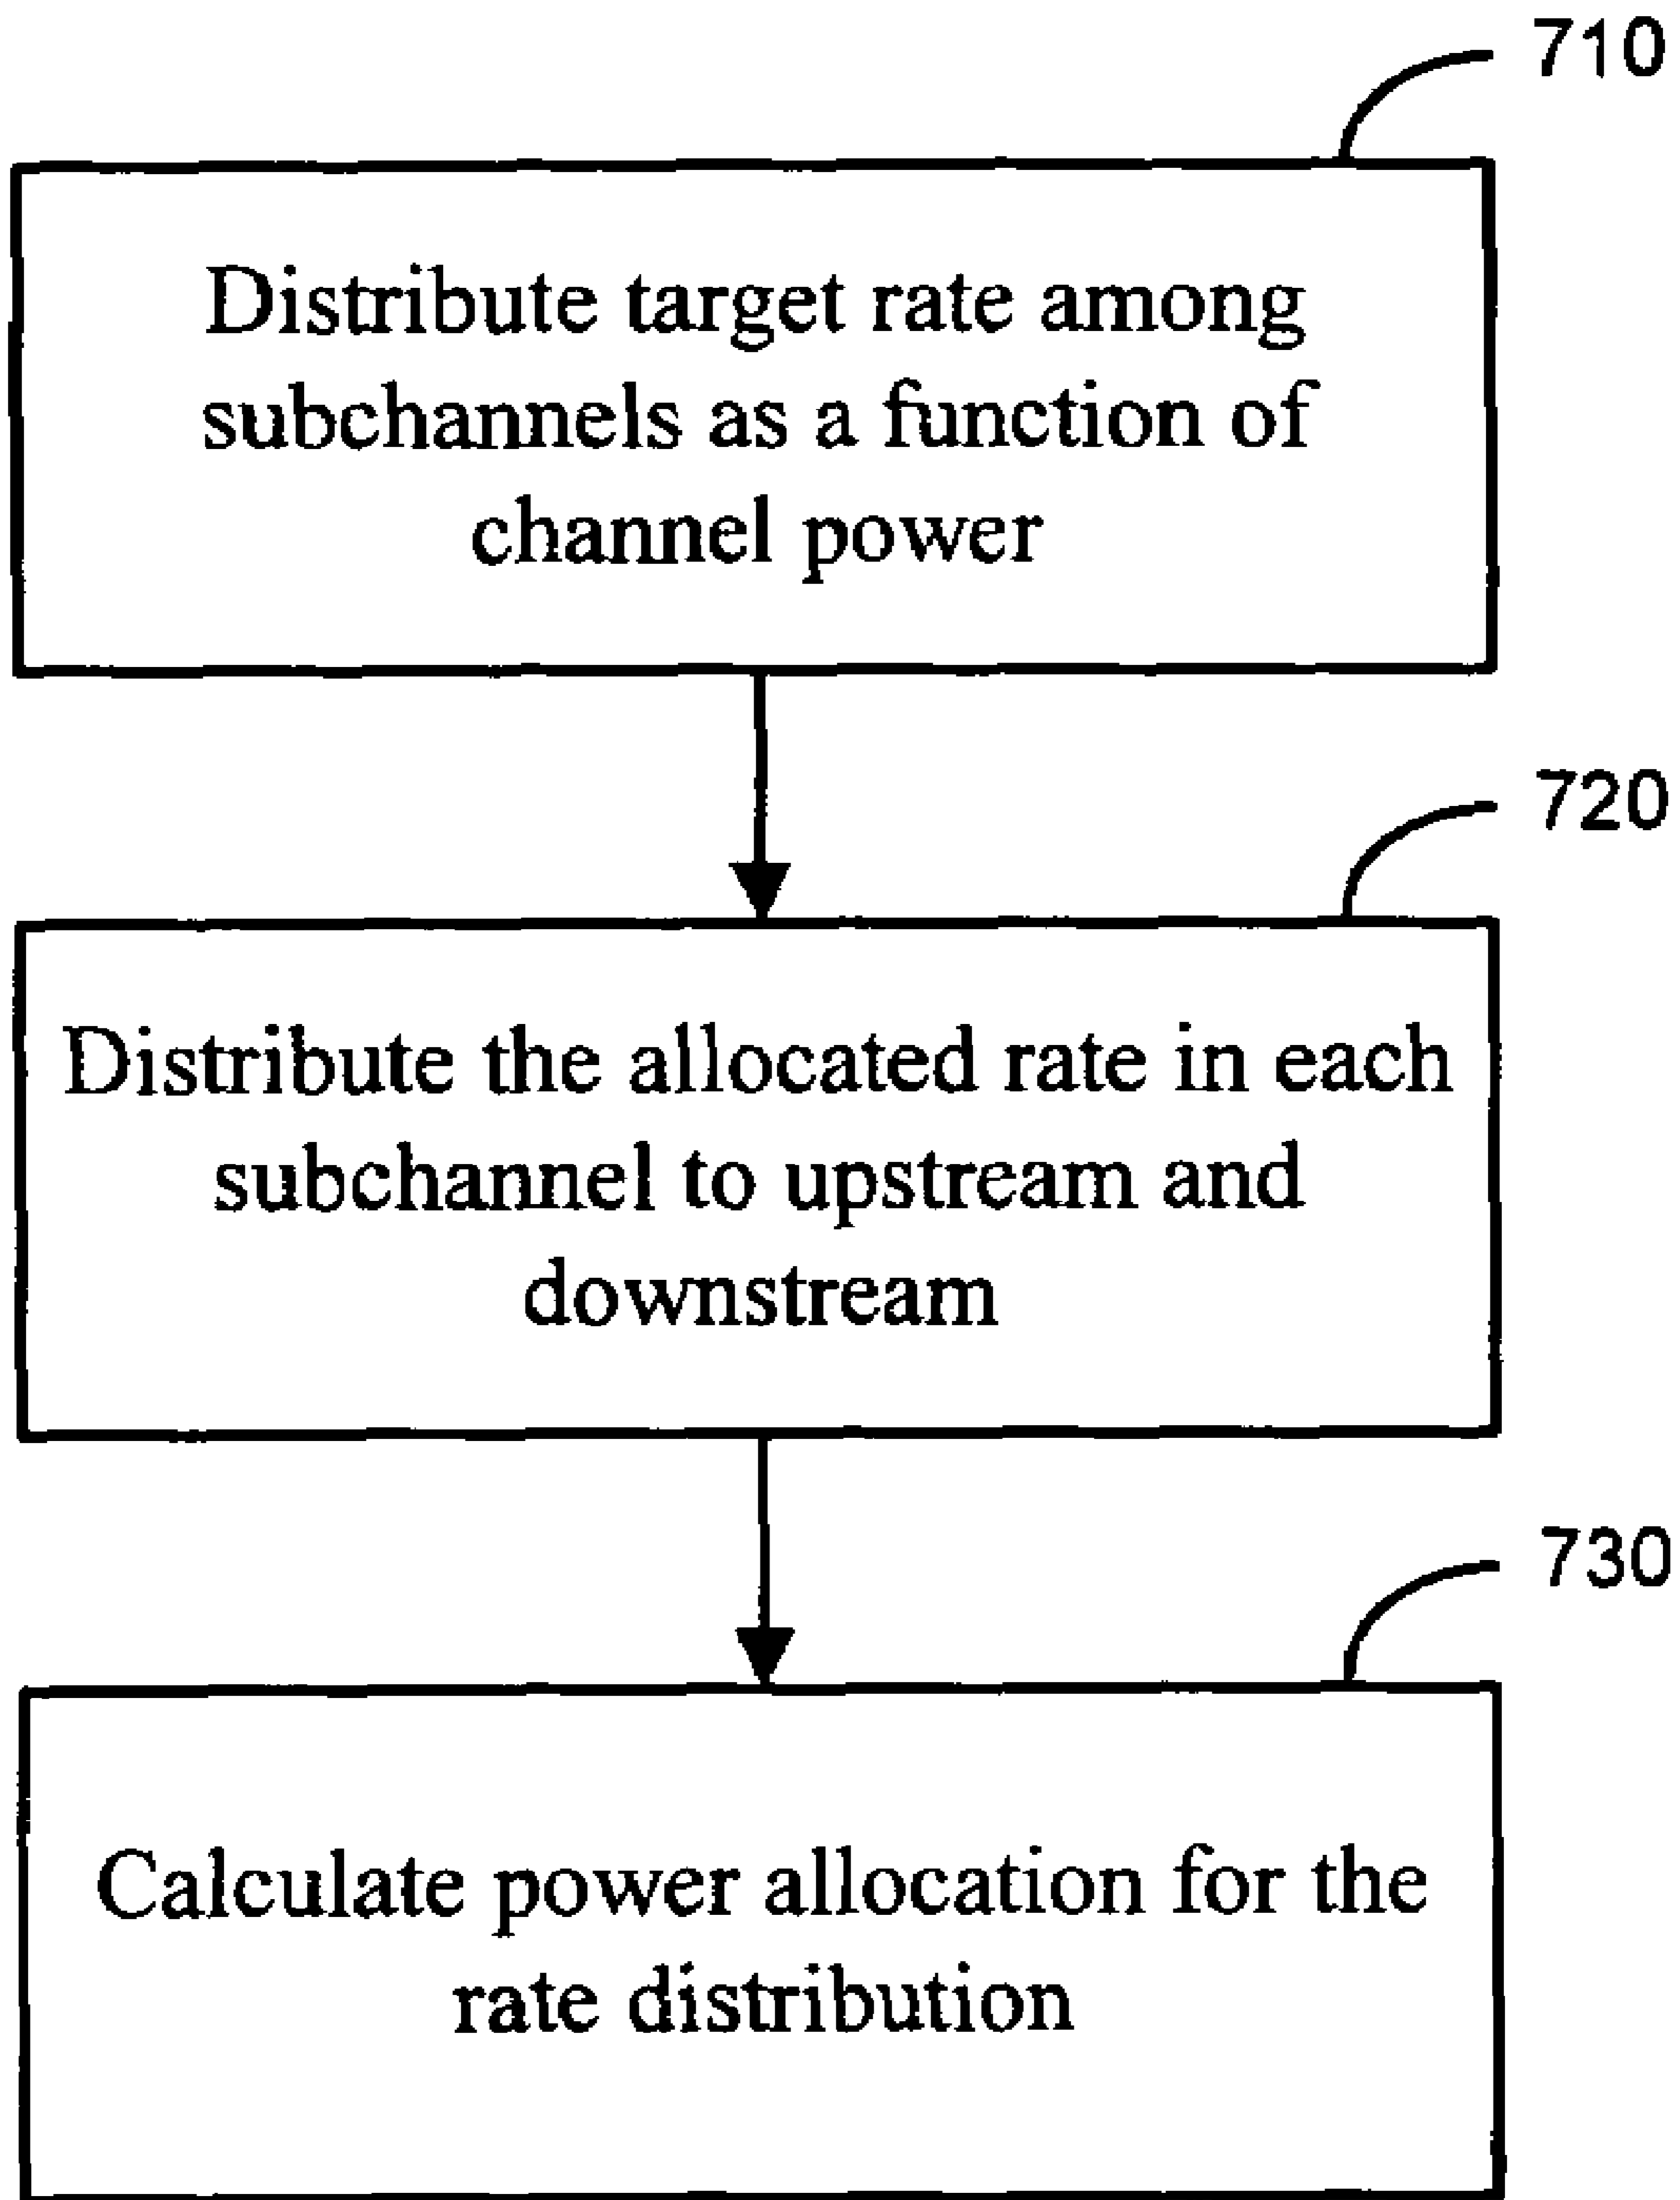 710
Distribute target rate among
subchannels as a function of
channel power
720
Distribute the allocated rate in each
subchannel to upstream and
downstream
730
Calculate power allocation for the
rate distribution